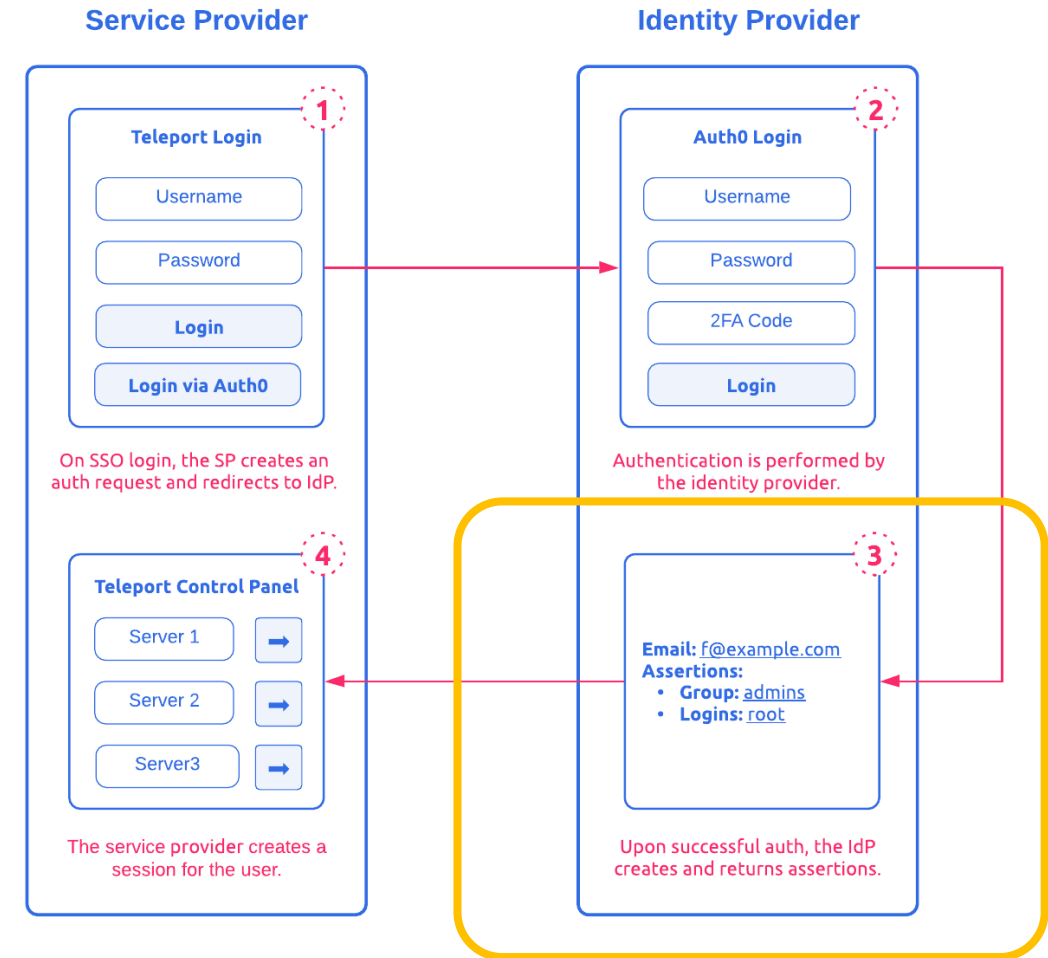 Service Provider
Identity Provider
1
Teleport Login
Username
Password
Login
Login via Auth0
On SSO login, the SP creates an
auth request and redirects to IdP.
2
Auth0 Login
Username
Password
2FA Code
Login
Authentication is performed by
the identity provider.
3
Email: f@example.com
Assertions:
• Group: admins
• Logins: root
Upon successful auth, the IdP
creates and returns assertions.
4
Teleport Control Panel
Server 1
Server 2
Server3
The service provider creates a
session for the user.